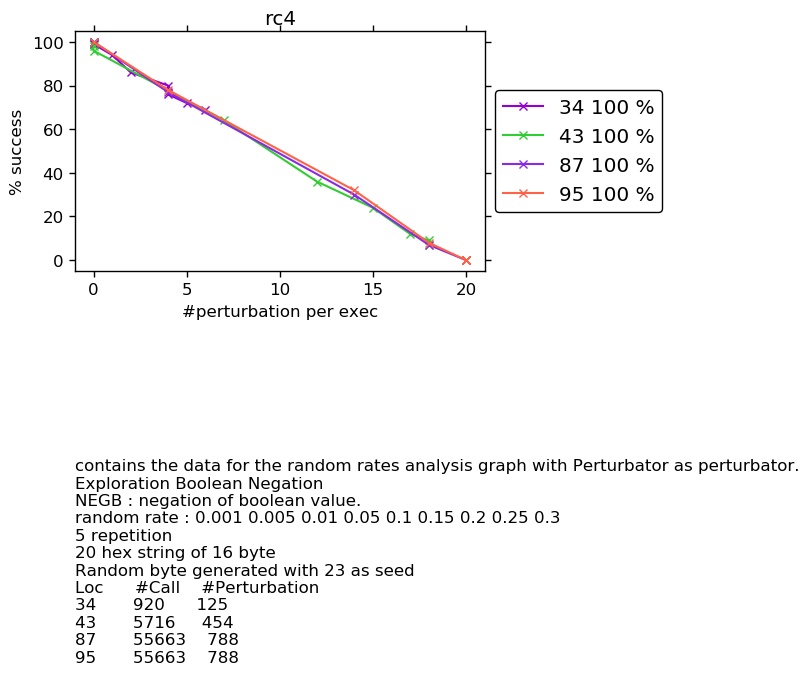 rc4
100
80
60
40
20
0
% success
0 5 10 15 20
#perturbation per exec
34 100 %
43 100 %
87 100 %
95 100 %
contains the data for the random rates analysis graph with Perturbator as perturbator.
Exploration Boolean Negation
NEGB : negation of boolean value.
random rate : 0.001 0.005 0.01 0.05 0.1 0.15 0.2 0.25 0.3
5 repetition
20 hex string of 16 byte
Random byte generated with 23 as seed
Loc #Call #Perturbation
34 920 125
43 5716 454
87 55663 788
95 55663 788